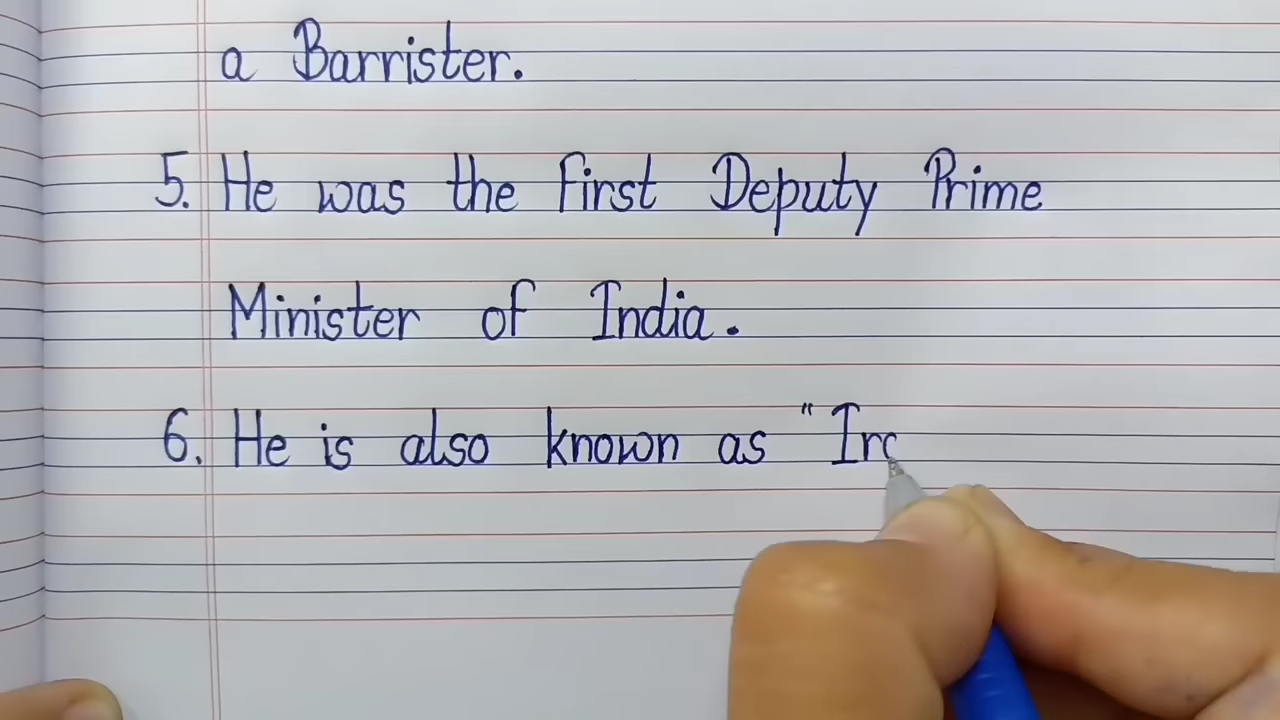 a Barrister.
5. He was the first Deputy Prime
Minister of India.
6. He is also known as "Iro